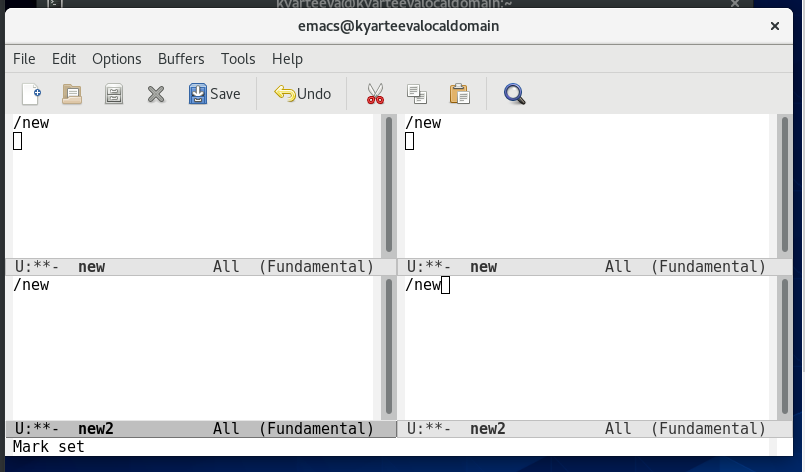 kyarteeval@kyarteevalocaldomain:~
emacs@kyarteevalocaldomain
File Edit Options Buffers Tools Help
Save Undo
/new
/new
U:**- new All (Fundamental)
U:**- new All (Fundamental)
/new
/new
U:**- new2 All (Fundamental)
U:**- new2 All (Fundamental)
Mark set